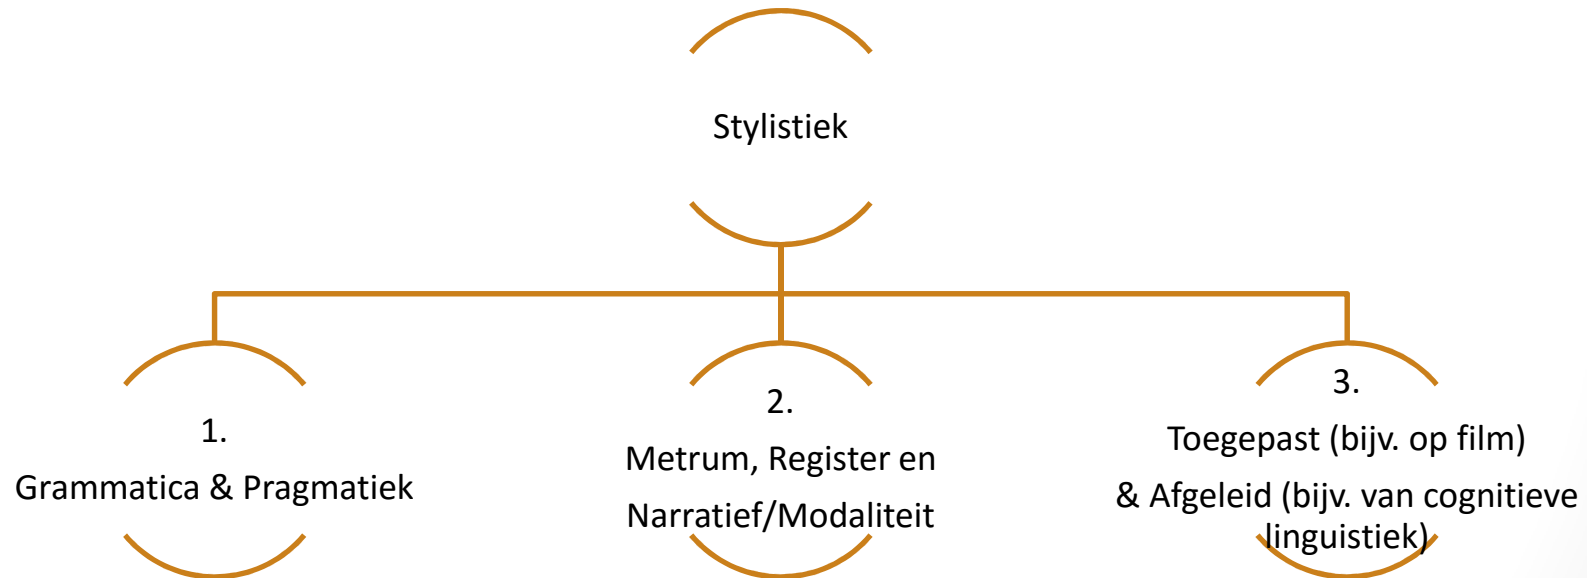 Stylistiek
1.
Grammatica & Pragmatiek
2.
Metrum, Register en
Narratief/Modaliteit
3.
Toegepast (bijv. op film)
& Afgeleid (bijv. van cognitieve
linguistiek)